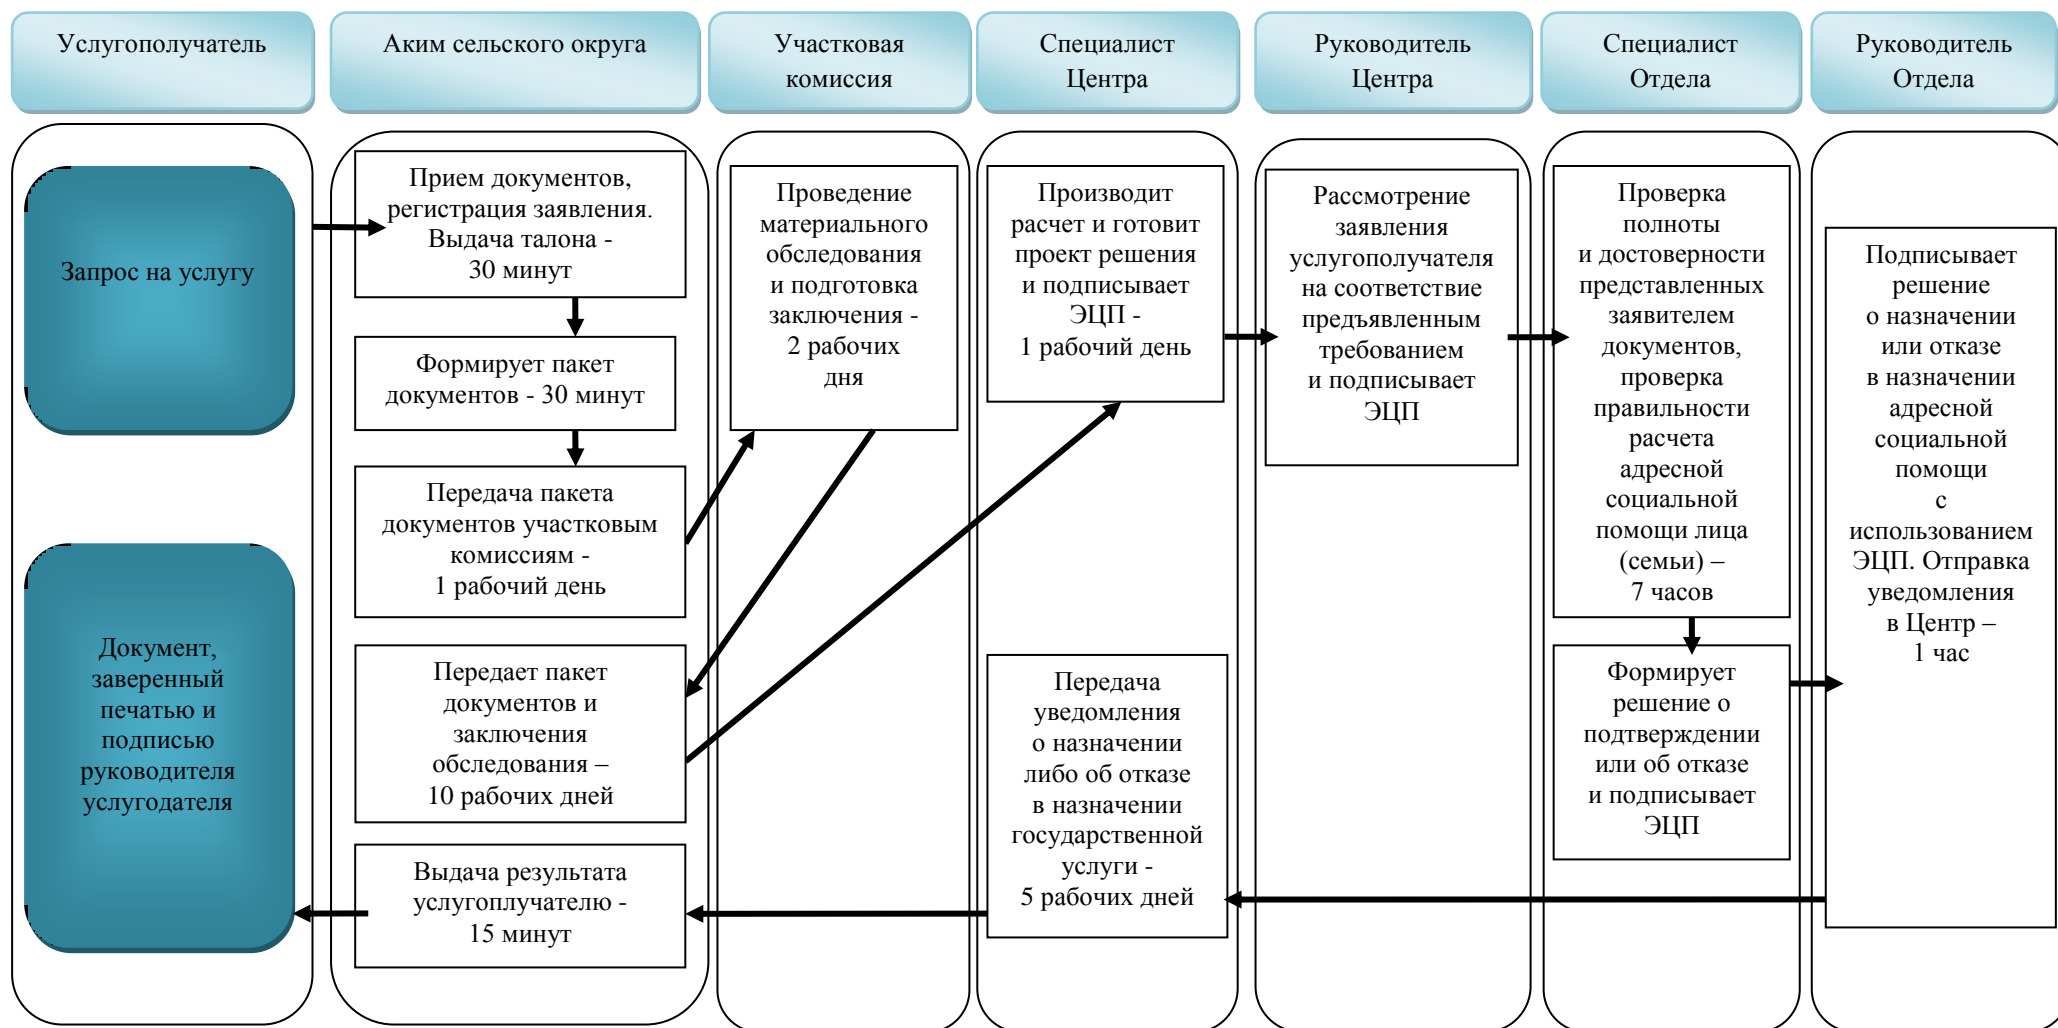 Услугополучатель
Аким сельского округа
Участковая
комиссия
Специалист
Центра
Руководитель
Центра
Специалист
Отдела
Руководитель
Отдела
Запрос на услугу
Документ,
заверенный
печатью и
подписью
руководителя
услугодателя
Прием документов,
регистрация заявления.
Выдача талона -
30 минут
Формирует пакет
документов - 30 минут
Передача пакета
документов участковым
комиссиям -
1 рабочий день
Передает пакет
документов и
заключения
обследования –
10 рабочих дней
Выдача результата
услугоплучателю -
15 минут
Проведение
материального
обследования
и подготовка
заключения -
2 рабочих
дня
Производит
расчет и готовит
проект решения
и подписывает
ЭЦП -
1 рабочий день
Передача
уведомления
о назначении
либо об отказе
в назначении
государственной
услуги -
5 рабочих дней
Рассмотрение
заявления
услугополучателя
на соответствие
предъявленным
требованием
и подписывает
ЭЦП
Проверка
полноты
и достоверности
представленных
заявителем
документов,
проверка
правильности
расчета
адресной
социальной
помощи лица
(семьи) –
7 часов
Формирует
решение о
подтверждении
или об отказе
и подписывает
ЭЦП
Подписывает
решение
о назначении
или отказе
в назначении
адресной
социальной
помощи
с
использованием
ЭЦП. Отправка
уведомления
в Центр –
1 час